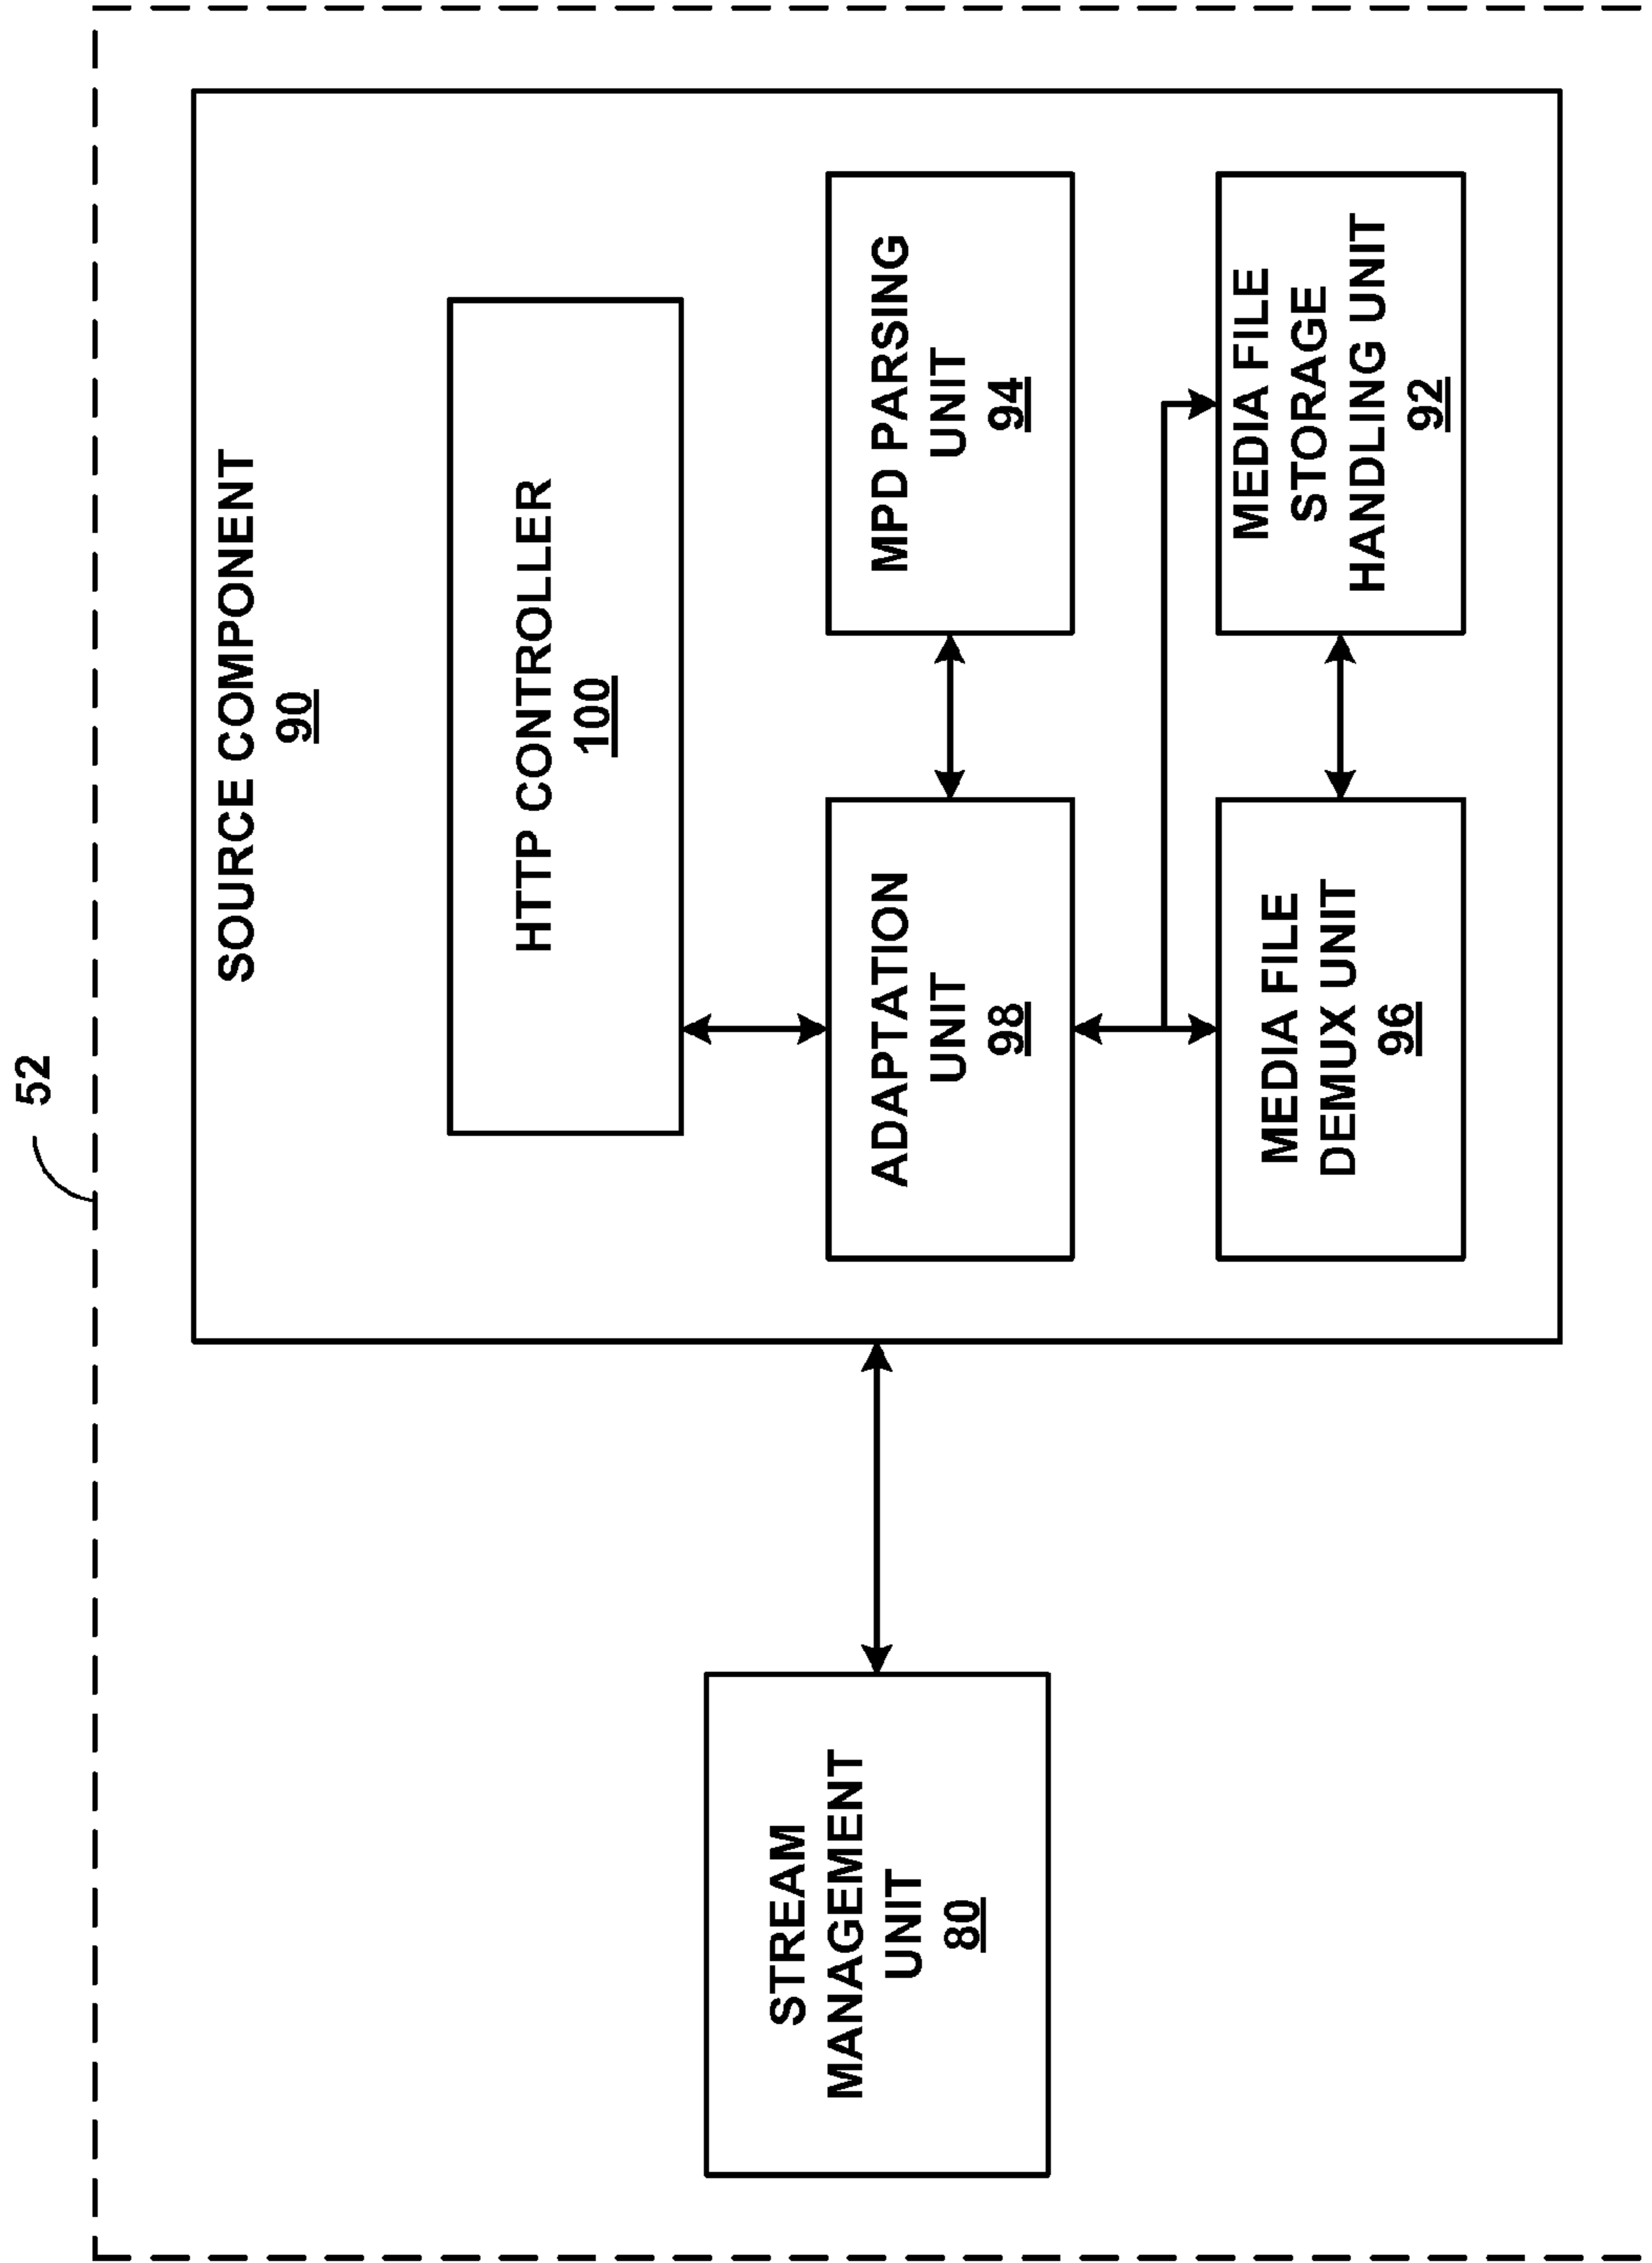 52
SOURCE COMPONENT
90
HTTP CONTROLLER
100
STREAM
MANAGEMENT
UNIT
80
ADAPTATION
UNIT
98
MPD PARSING
UNIT
94
MEDIA FILE
DEMUX UNIT
96
MEDIA FILE
STORAGE
HANDLING UNIT
92